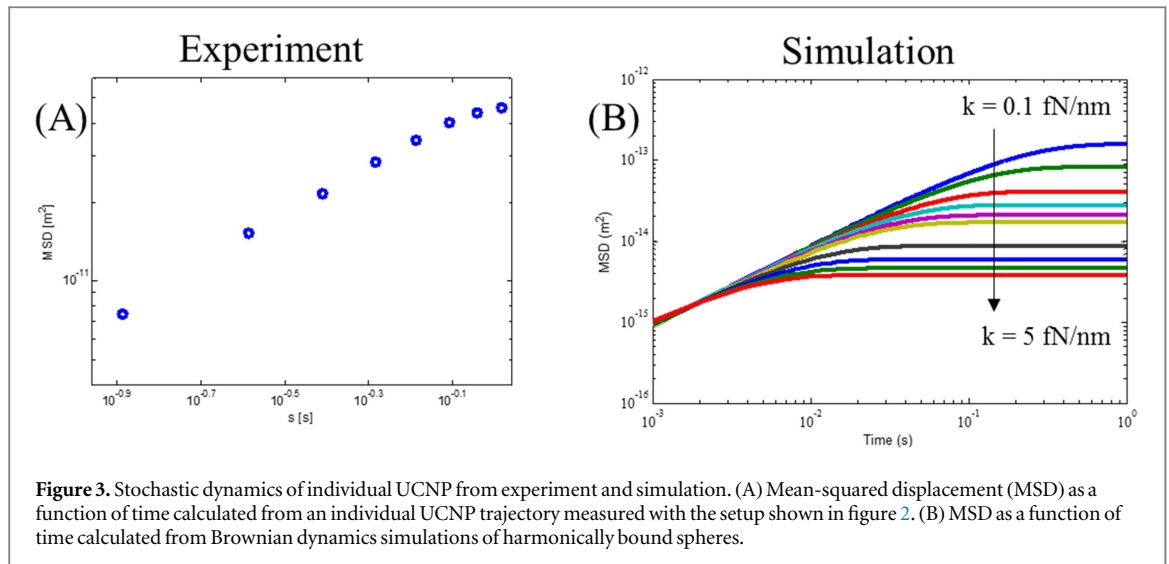 Experiment
Simulation
(A)
MSD [m²]
10⁻¹¹
10⁻⁰·⁹
10⁻⁰·⁷
10⁻⁰·⁵
10⁻⁰·³
10⁻⁰·¹
s [s]
(B)
MSD (m²)
10⁻¹²
10⁻¹³
10⁻¹⁴
10⁻¹⁵
10⁻¹⁶
k = 0.1 fN/nm
k = 5 fN/nm
10⁻³
10⁻²
10⁻¹
10⁰
Time (s)
Figure 3. Stochastic dynamics of individual UCNP from experiment and simulation. (A) Mean-squared displacement (MSD) as a
function of time calculated from an individual UCNP trajectory measured with the setup shown in figure 2. (B) MSD as a function of
time calculated from Brownian dynamics simulations of harmonically bound spheres.